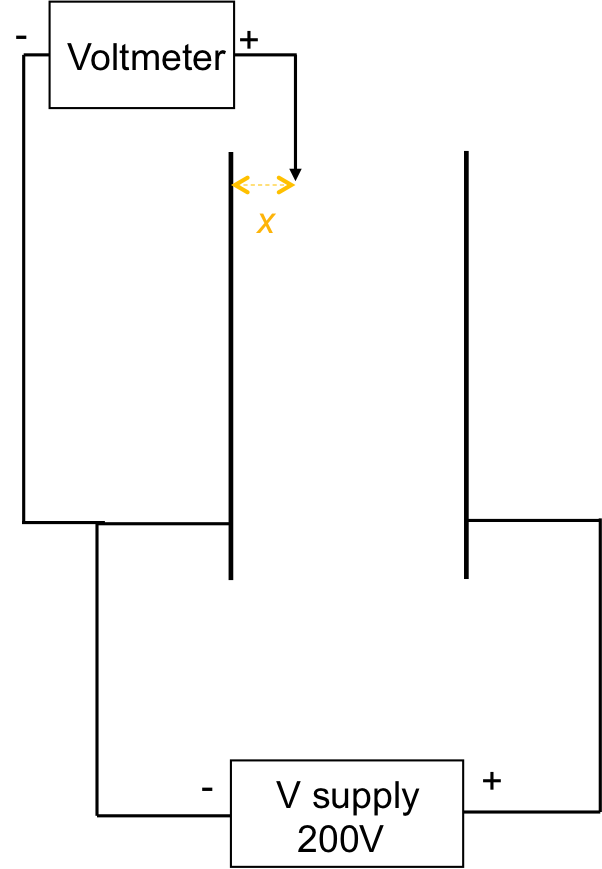 - Voltmeter +
x
- V supply +
200V